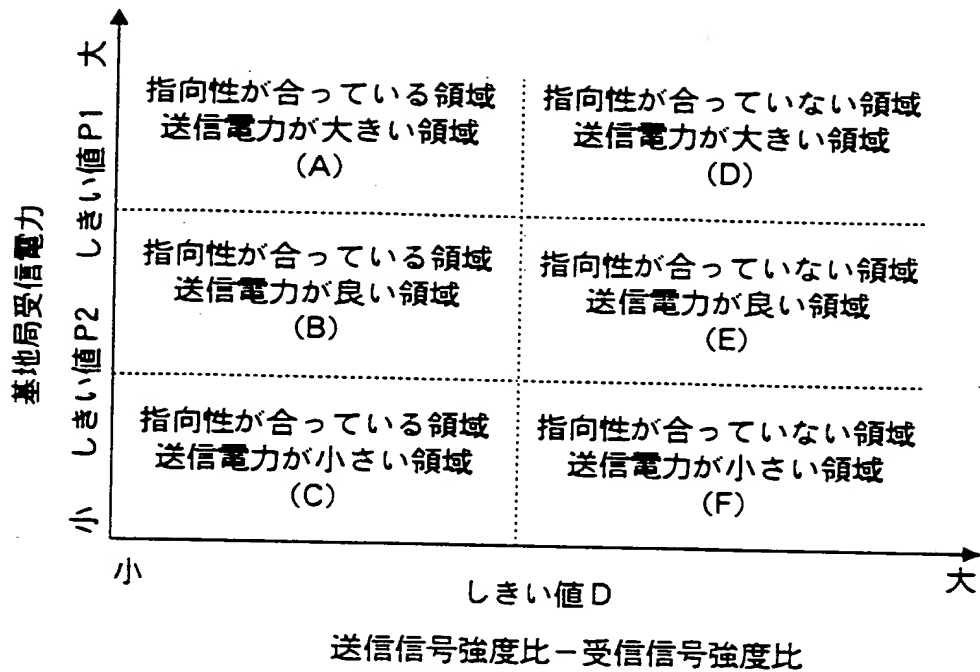 大
しきい値P1
しきい値P2
小
基地局受信電力
指向性が合っている領域
送信電力が大きい領域
(A)
指向性が合っていない領域
送信電力が大きい領域
(D)
指向性が合っている領域
送信電力が良い領域
(B)
指向性が合っていない領域
送信電力が良い領域
(E)
指向性が合っている領域
送信電力が小さい領域
(C)
指向性が合っていない領域
送信電力が小さい領域
(F)
小
しきい値D
大
送信信号強度比－受信信号強度比